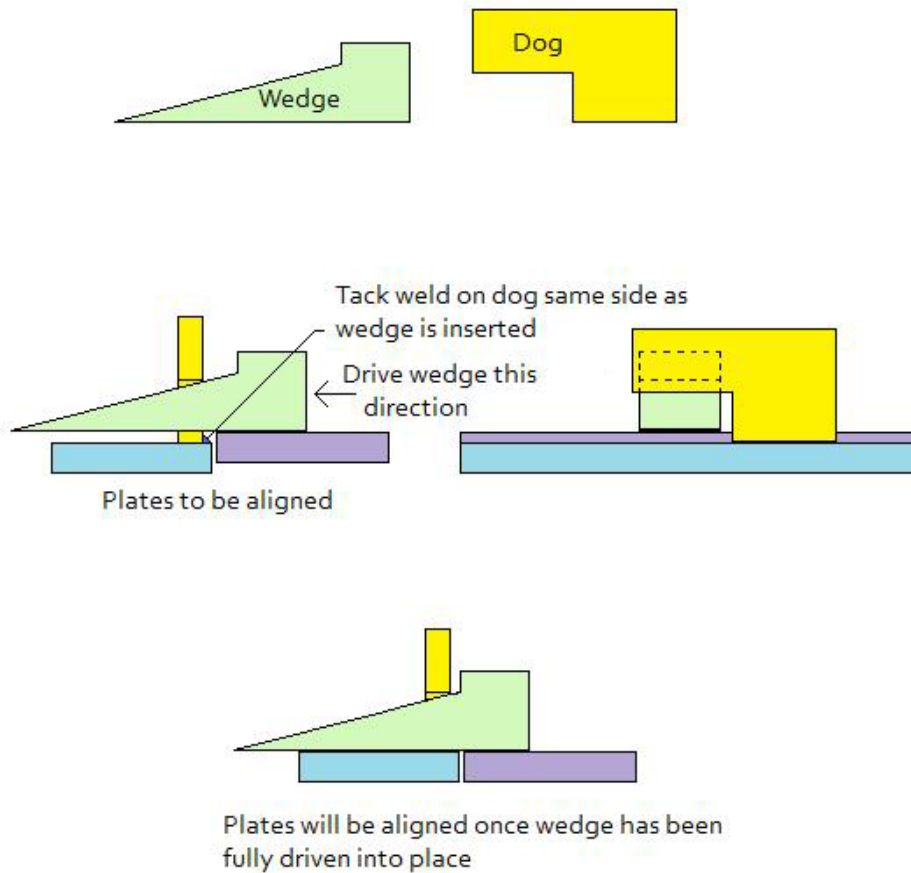 Dog
Wedge
Tack weld on dog same side as
wedge is inserted
Drive wedge this
direction
Plates to be aligned
Plates will be aligned once wedge has been
fully driven into place